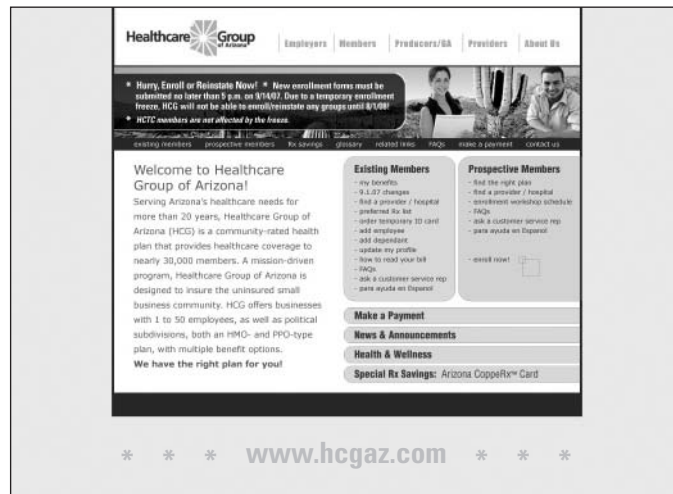 Healthcare Group
of Arizona
Employers Members Producers/GA Providers About Us
* Hurry, Enroll or Reinstate Now! * New enrollment forms must be
submitted no later than 5 p.m. on 9/14/07. Due to a temporary enrollment
freeze, HCG will not be able to enroll/reinstate any groups until 8/1/08!
* HCTC members are not affected by the freeze.
existing members prospective members Rx savings glossary related links FAQs make a payment contact us
Welcome to Healthcare
Group of Arizona!
Serving Arizona's healthcare needs for
more than 20 years, Healthcare Group of
Arizona (HCG) is a community-rated health
plan that provides healthcare coverage to
nearly 30,000 members. A mission-driven
program, Healthcare Group of Arizona is
designed to insure the uninsured small
business community. HCG offers businesses
with 1 to 50 employees, as well as political
subdivisions, both an HMO- and PPO-type
plan, with multiple benefit options.
We have the right plan for you!
Existing Members
- my benefits
- 9.1.07 changes
- find a provider / hospital
- preferred Rx list
- order temporary ID card
- add employee
- add dependant
- update my profile
- how to read your bill
- FAQs
- ask a customer service rep
- para ayuda en Espanol
Prospective Members
- find the right plan
- find a provider / hospital
- enrollment workshop schedule
- FAQs
- ask a customer service rep
- para ayuda en Espanol
- enroll now!
Make a Payment
News & Announcements
Health & Wellness
Special Rx Savings: Arizona CoppeRx™ Card
* * * www.hcgaz.com * * *